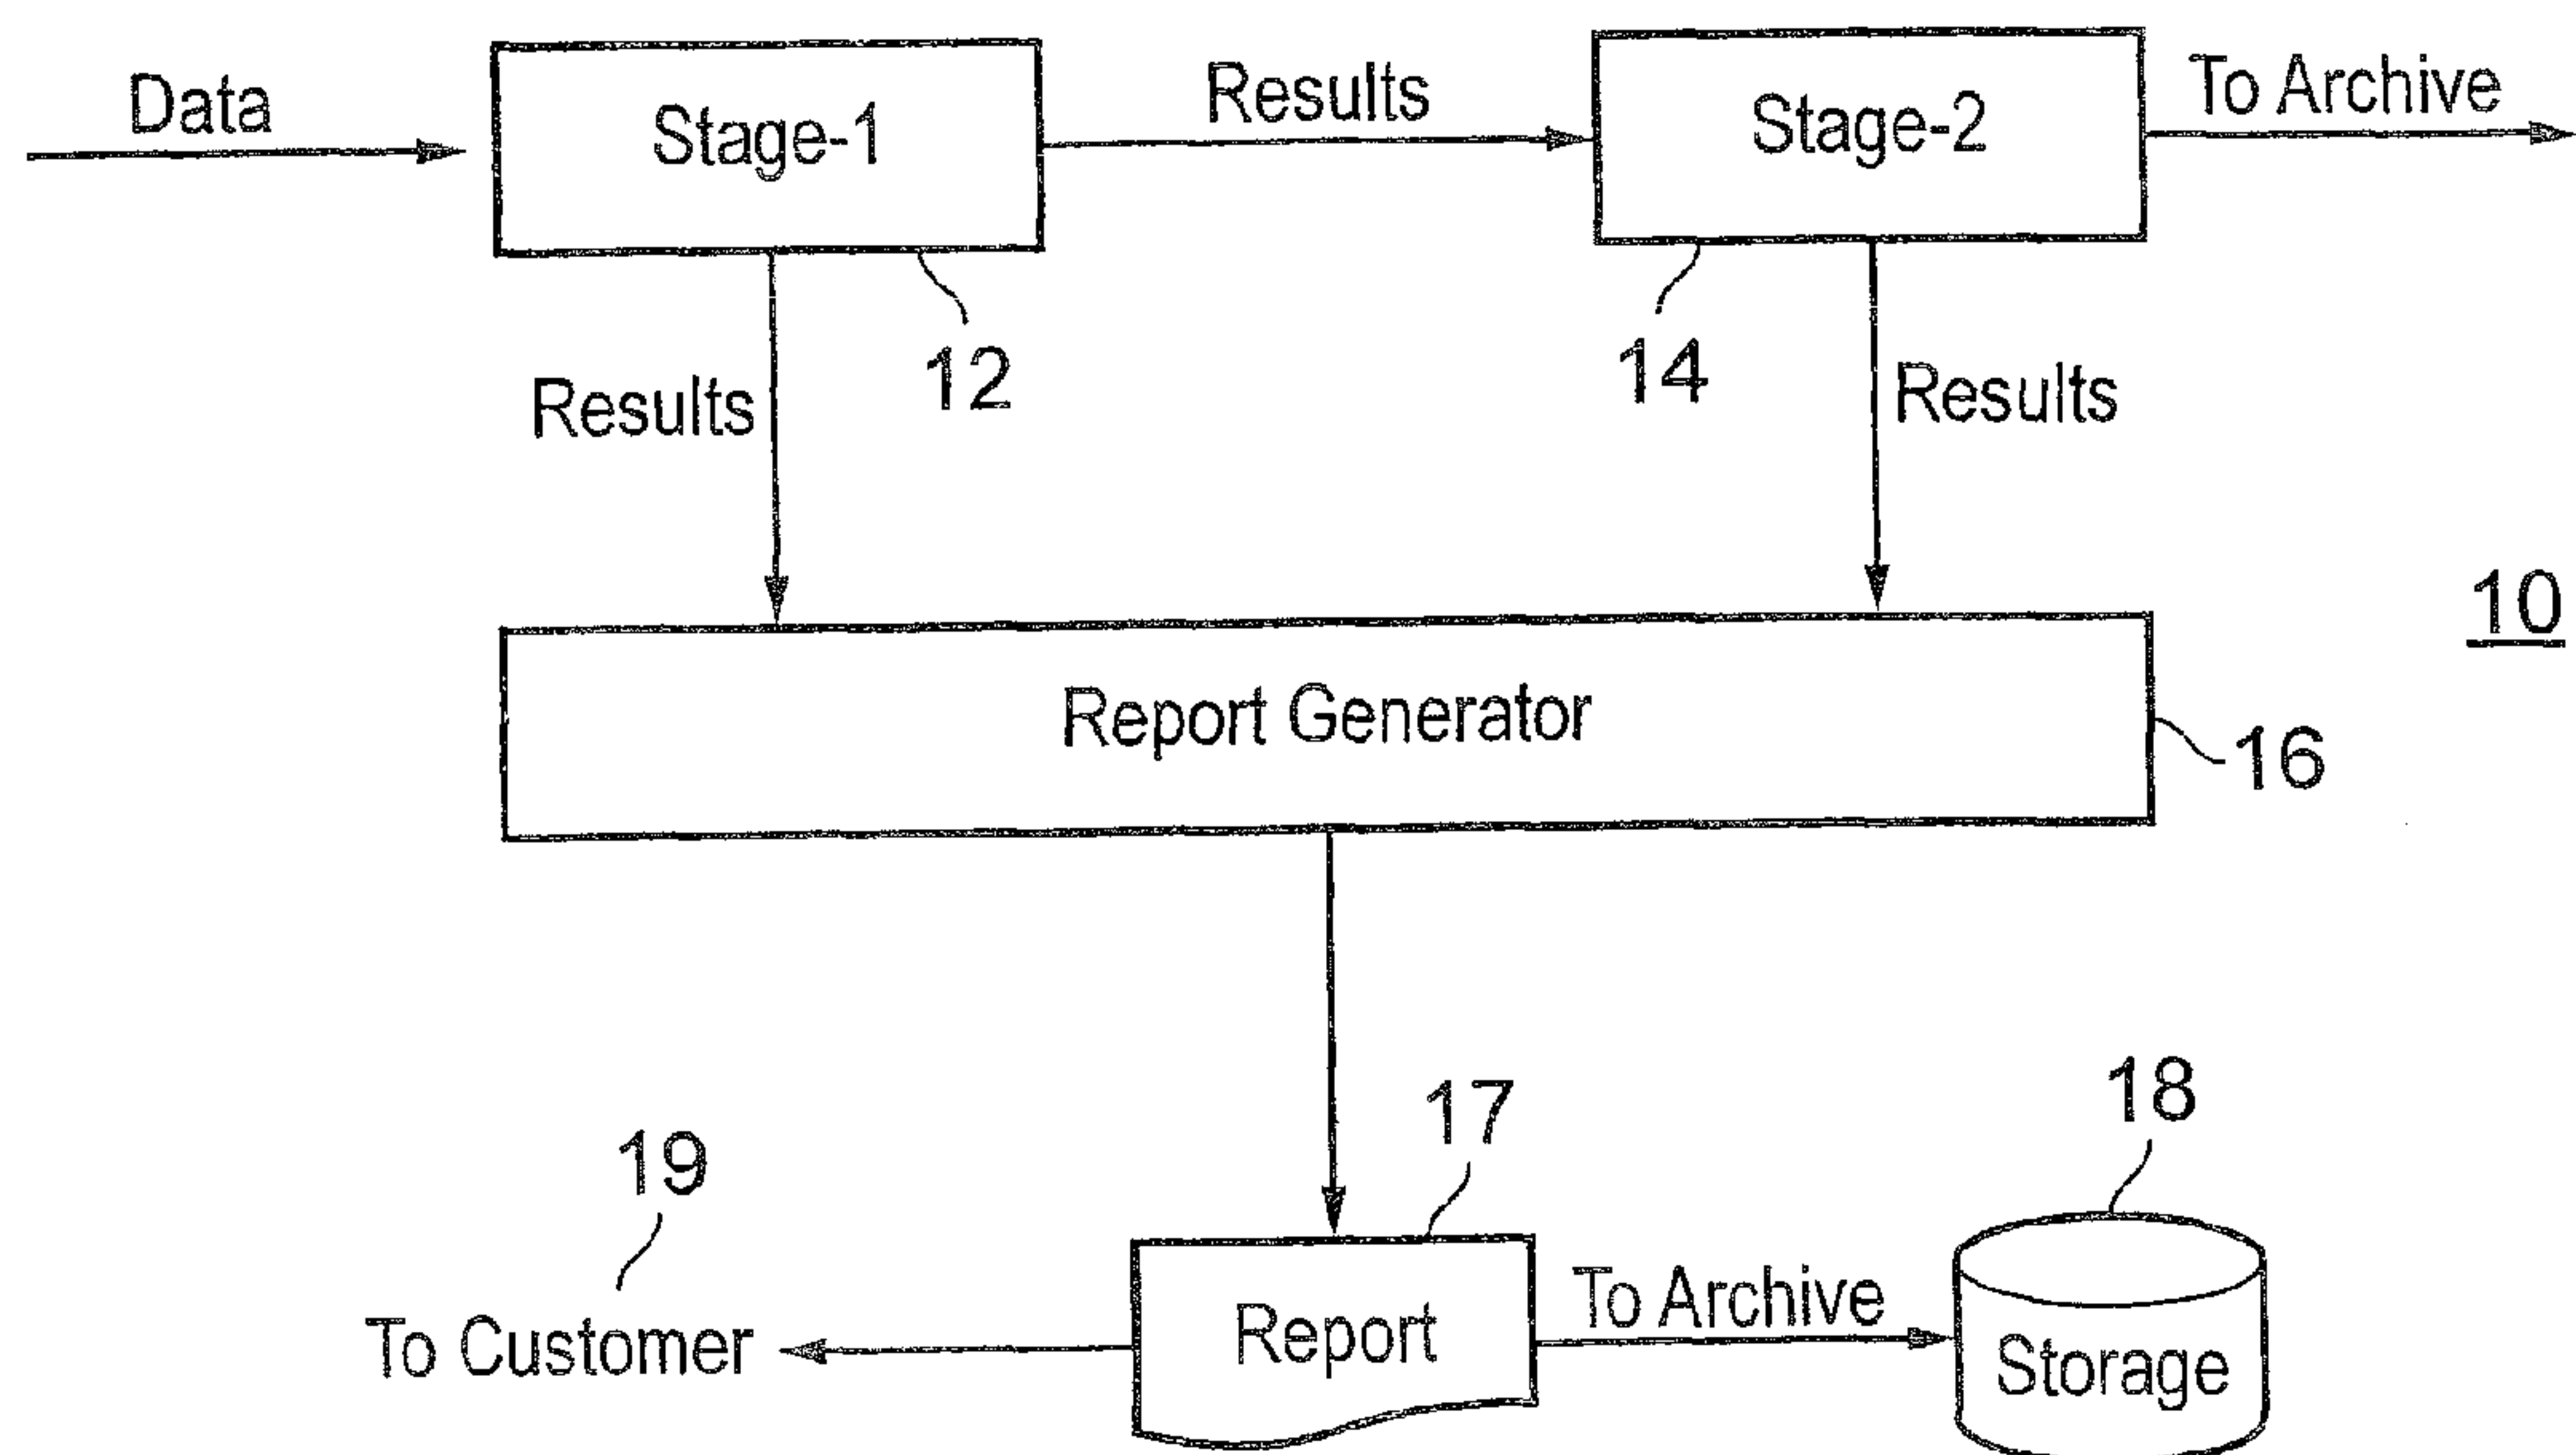 Data
Stage-1
Results
Stage-2
To Archive
12
14
Results
Results
10
Report Generator
16
17
18
19
To Customer
Report
To Archive
Storage